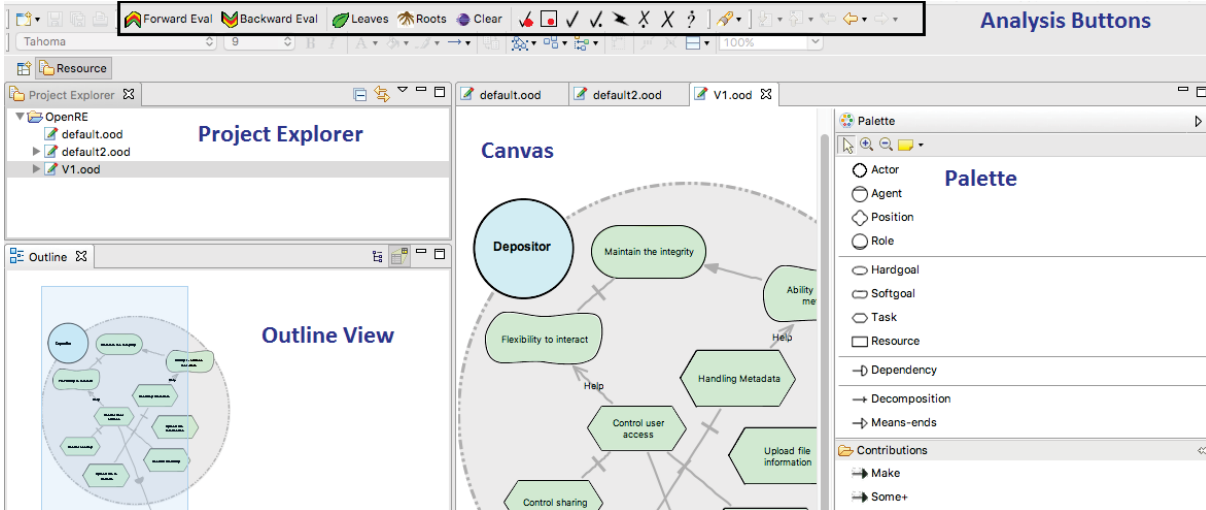 Forward Eval Backward Eval Leaves Roots Clear
Analysis Buttons
Tahoma 9 B I A 100%
Resource
Project Explorer
OpenRE
default.ood
default2.ood
V1.ood
Project Explorer
Outline
Outline View
default.ood default2.ood V1.ood
Canvas
Depositor
Maintain the integrity
Ability
me
Flexibility to interact
Help
Help
Handling Metadata
Control user
access
Upload file
information
Control sharing
Palette
Actor
Agent
Position
Role
Palette
Hardgoal
Softgoal
Task
Resource
Dependency
Decomposition
Means-ends
Contributions
Make
Some+